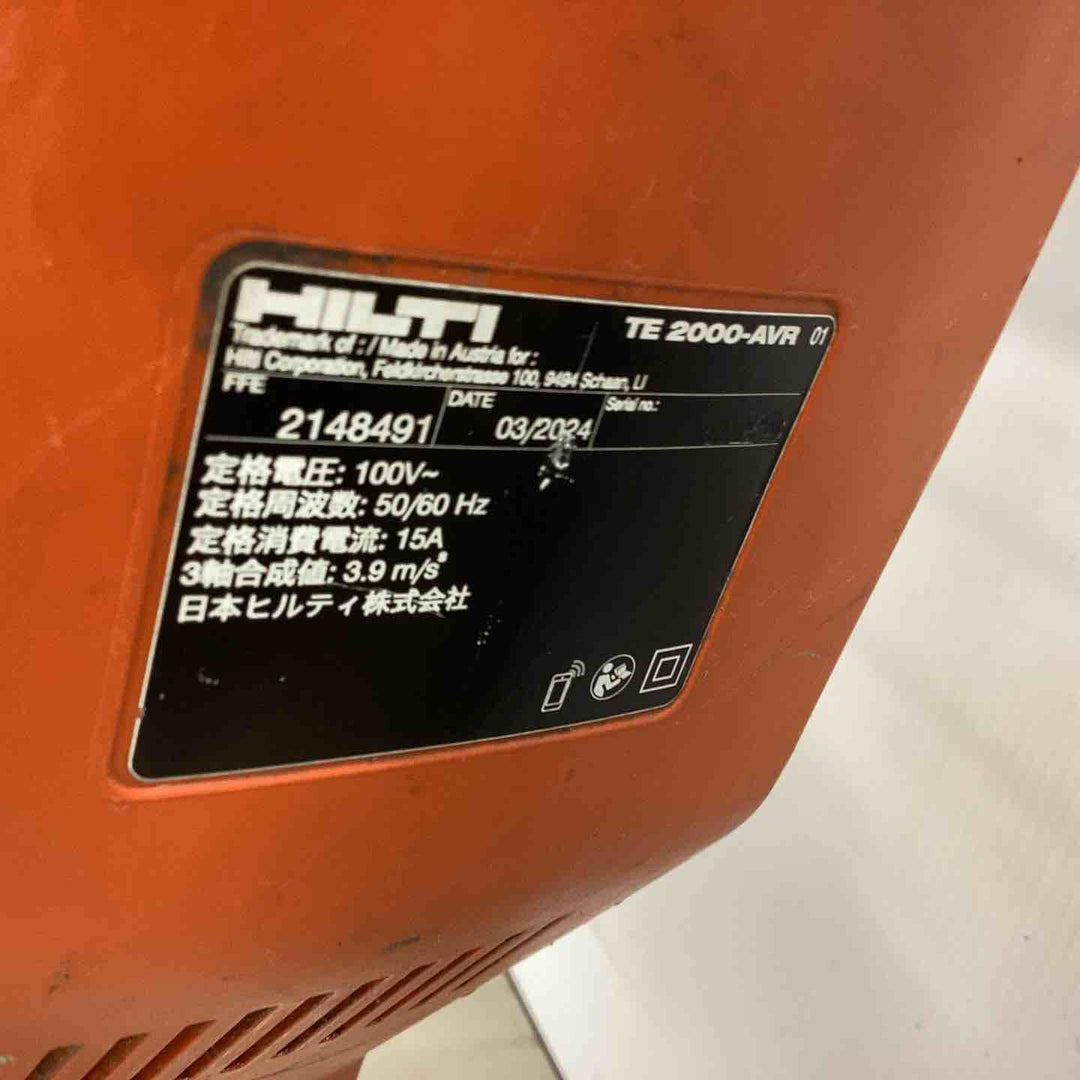 HILTI
TE 2000-AVR 01
Trademark of : / Made in Austria for :
Hilti Corporation, Feldkircherstrasse 100, 9494 Schaan, LI
DATE
Serial no.:
2148491
03/2024
定格電圧: 100V~
定格周波数: 50/60 Hz
定格消費電流: 15A
3軸合成値: 3.9 m/s²
日本ヒルティ株式会社